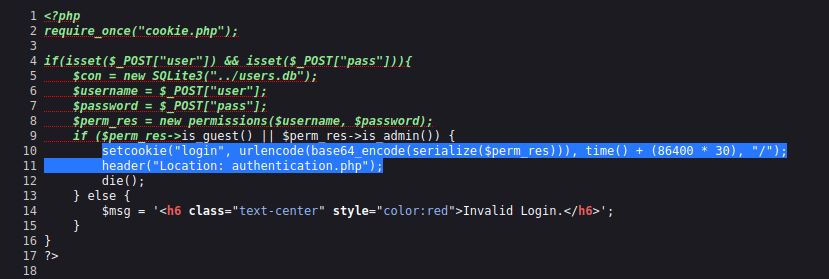 1 <?php
2 require_once("cookie.php");
3
4 if(isset($_POST["user"]) && isset($_POST["pass"])){
5     $con = new SQLite3("../users.db");
6     $username = $_POST["user"];
7     $password = $_POST["pass"];
8     $perm_res = new permissions($username, $password);
9     if ($perm_res->is_guest() || $perm_res->is_admin()) {
10         setcookie("login", urlencode(base64_encode(serialize($perm_res))), time() + (86400 * 30), "/");
11         header("Location: authentication.php");
12         die();
13     } else {
14         $msg = '<h6 class="text-center" style="color:red">Invalid Login.</h6>';
15     }
16 }
17 ?>
18